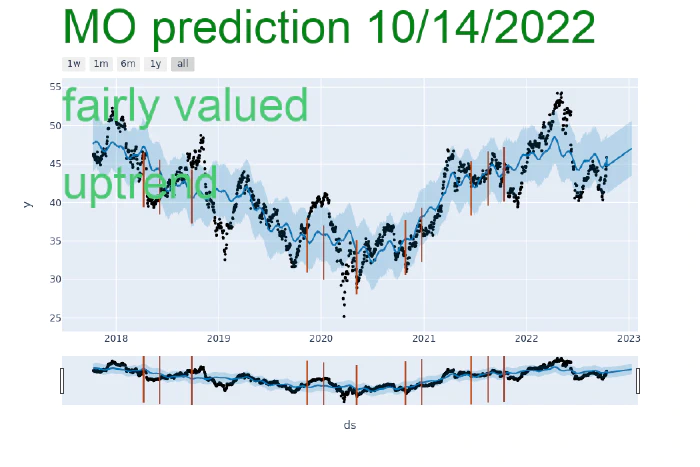 MO prediction 10/14/2022
1w 1m 6m 1y all
fairly valued
uptrend
55
50
45
40
35
30
25
y
2018 2019 2020 2021 2022 2023
ds